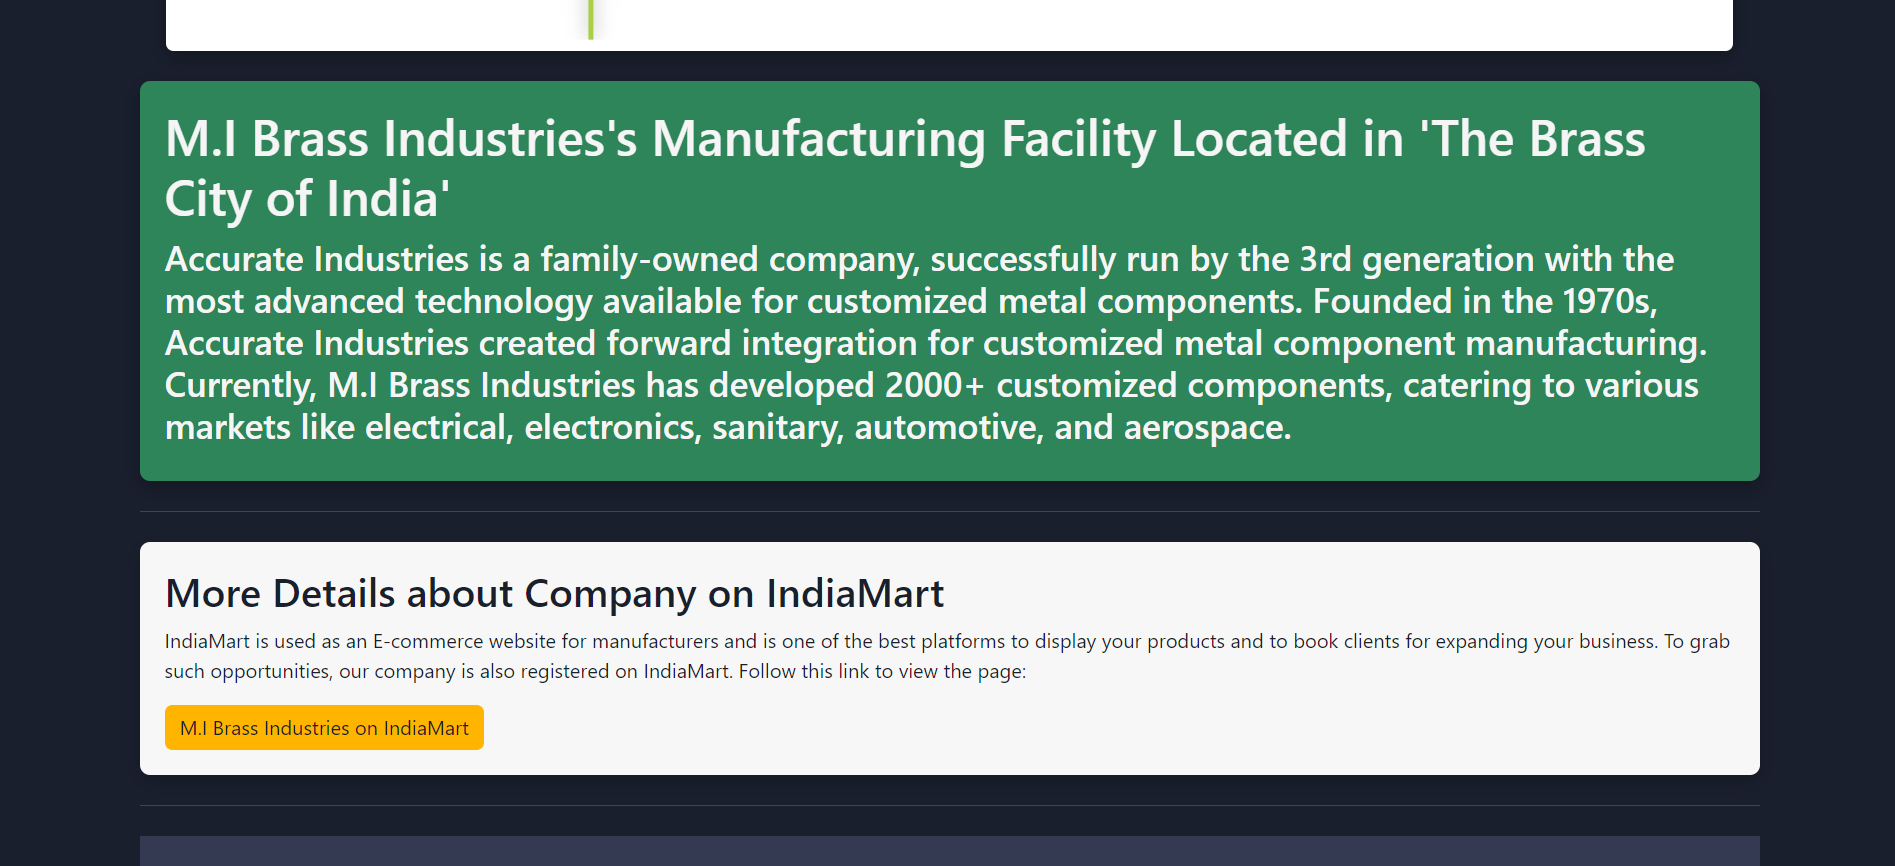 M.I Brass Industries's Manufacturing Facility Located in 'The Brass
City of India'
Accurate Industries is a family-owned company, successfully run by the 3rd generation with the
most advanced technology available for customized metal components. Founded in the 1970s,
Accurate Industries created forward integration for customized metal component manufacturing.
Currently, M.I Brass Industries has developed 2000+ customized components, catering to various
markets like electrical, electronics, sanitary, automotive, and aerospace.
More Details about Company on IndiaMart
IndiaMart is used as an E-commerce website for manufacturers and is one of the best platforms to display your products and to book clients for expanding your business. To grab
such opportunities, our company is also registered on IndiaMart. Follow this link to view the page:
M.I Brass Industries on IndiaMart